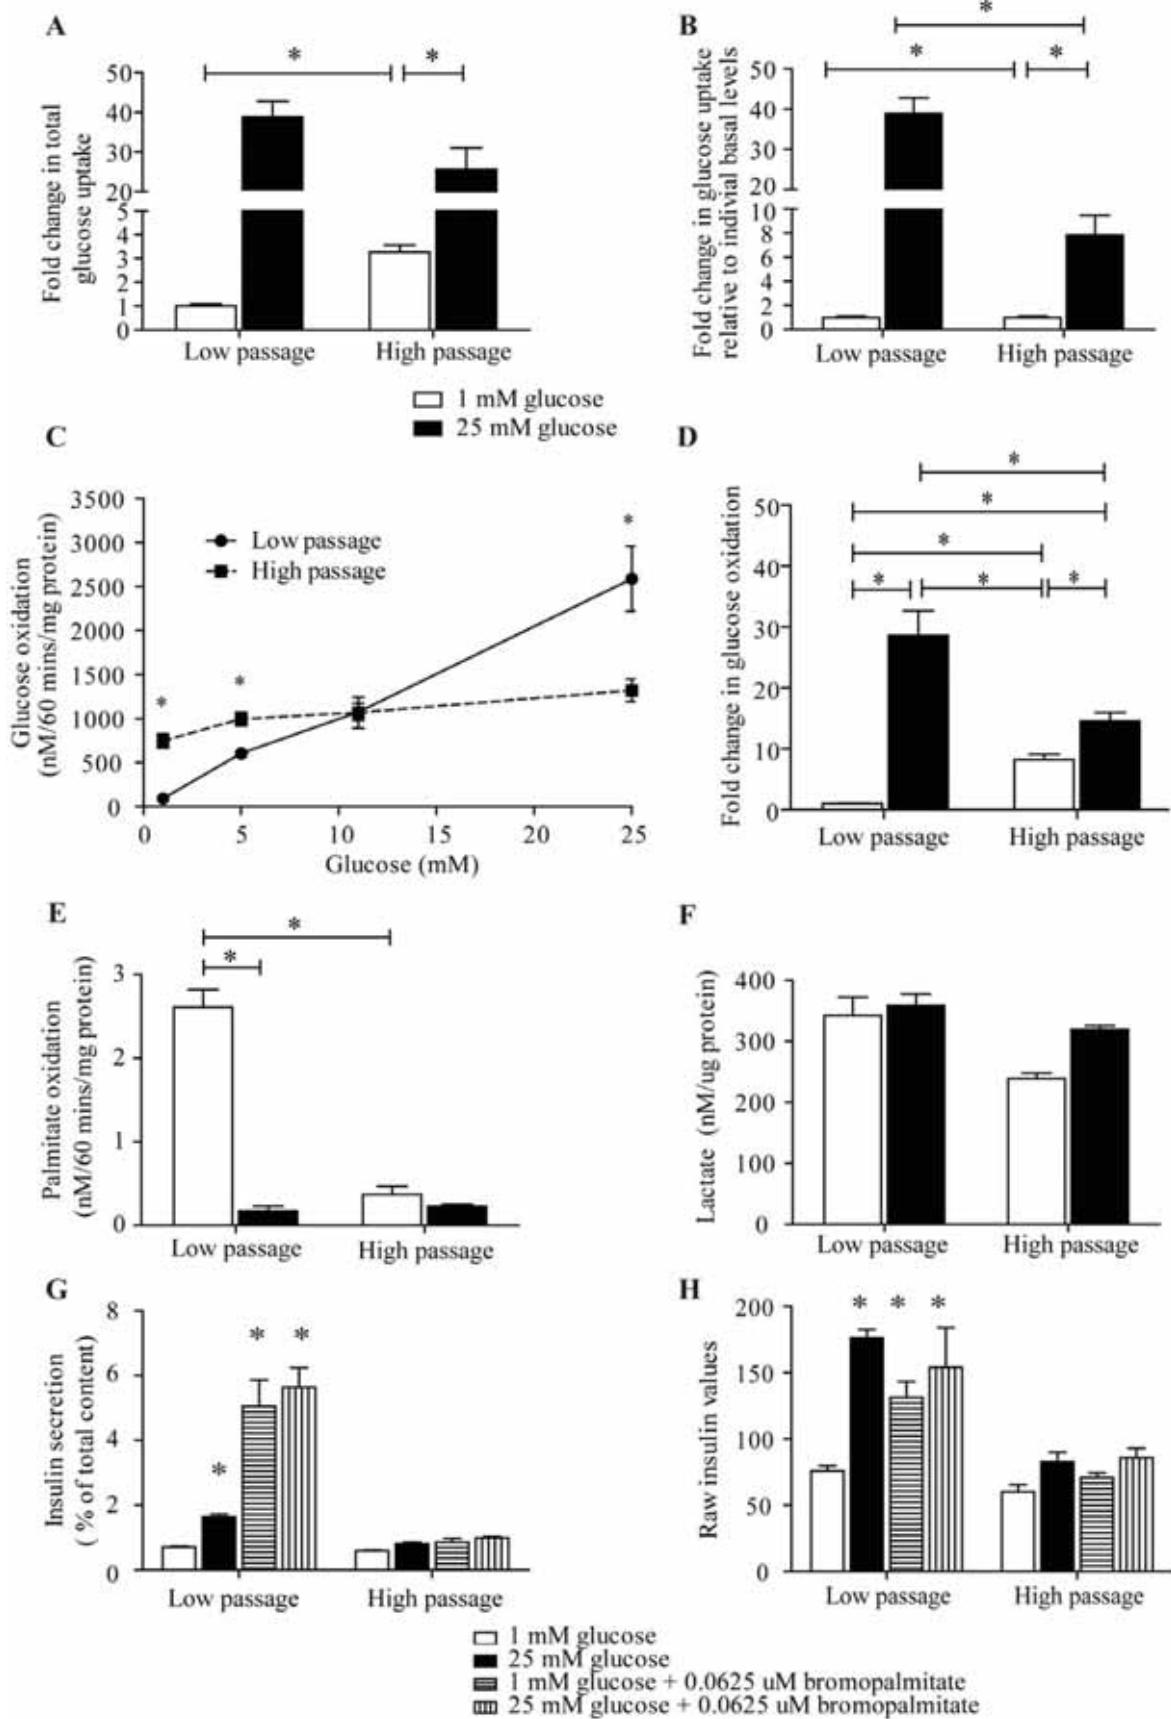 A
Fold change in total
glucose uptake
50
40
30
20
5
4
3
2
1
0
*
*
Low passage
High passage
B
Fold change in glucose uptake
relative to indivial basal levels
50
40
30
20
10
8
6
4
2
0
*
*
*
Low passage
High passage
1 mM glucose
25 mM glucose
C
Glucose oxidation
(nM/60 mins/mg protein)
3500
3000
2500
2000
1500
1000
500
0
Low passage
High passage
*
*
*
0 5 10 15 20 25
Glucose (mM)
D
Fold change in glucose oxidation
50
40
30
20
10
0
*
*
*
*
*
*
Low passage
High passage
E
Palmitate oxidation
(nM/60 mins/mg protein)
3
2
1
0
*
*
Low passage
High passage
F
Lactate (nM/ug protein)
400
300
200
100
0
Low passage
High passage
G
Insulin secretion
( % of total content)
8
6
4
2
0
*
*
*
Low passage
High passage
H
Raw insulin values
200
150
100
50
0
*
*
*
Low passage
High passage
1 mM glucose
25 mM glucose
1 mM glucose + 0.0625 uM bromopalmitate
25 mM glucose + 0.0625 uM bromopalmitate